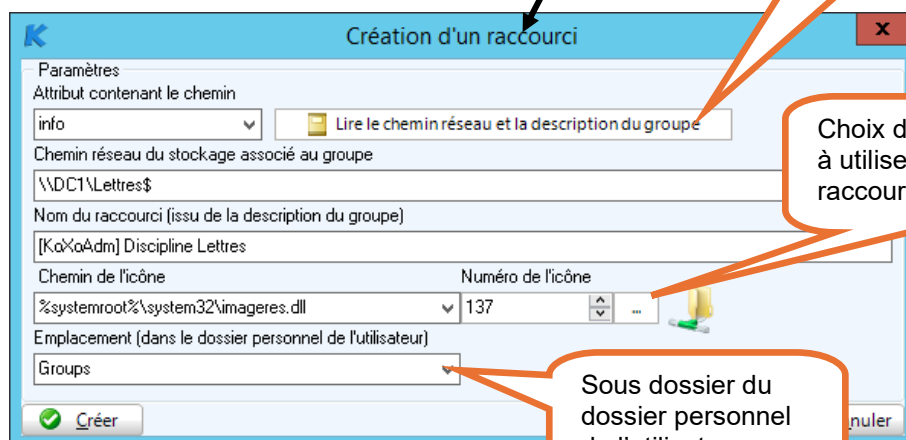 Création d'un raccourci
x
Paramètres
Attribut contenant le chemin
info
Lire le chemin réseau et la description du groupe
Chemin réseau du stockage associé au groupe
\\DC1\Lettres$
Nom du raccourci (issu de la description du groupe)
[KoXoAdm] Discipline Lettres
Chemin de l'icône
Numéro de l'icône
%systemroot%\system32\imageres.dll
137
...
Emplacement (dans le dossier personnel de l'utilisateur)
Groups
Créer
nuler
Choix d
à utilise
raccour
Sous dossier du
dossier personnel